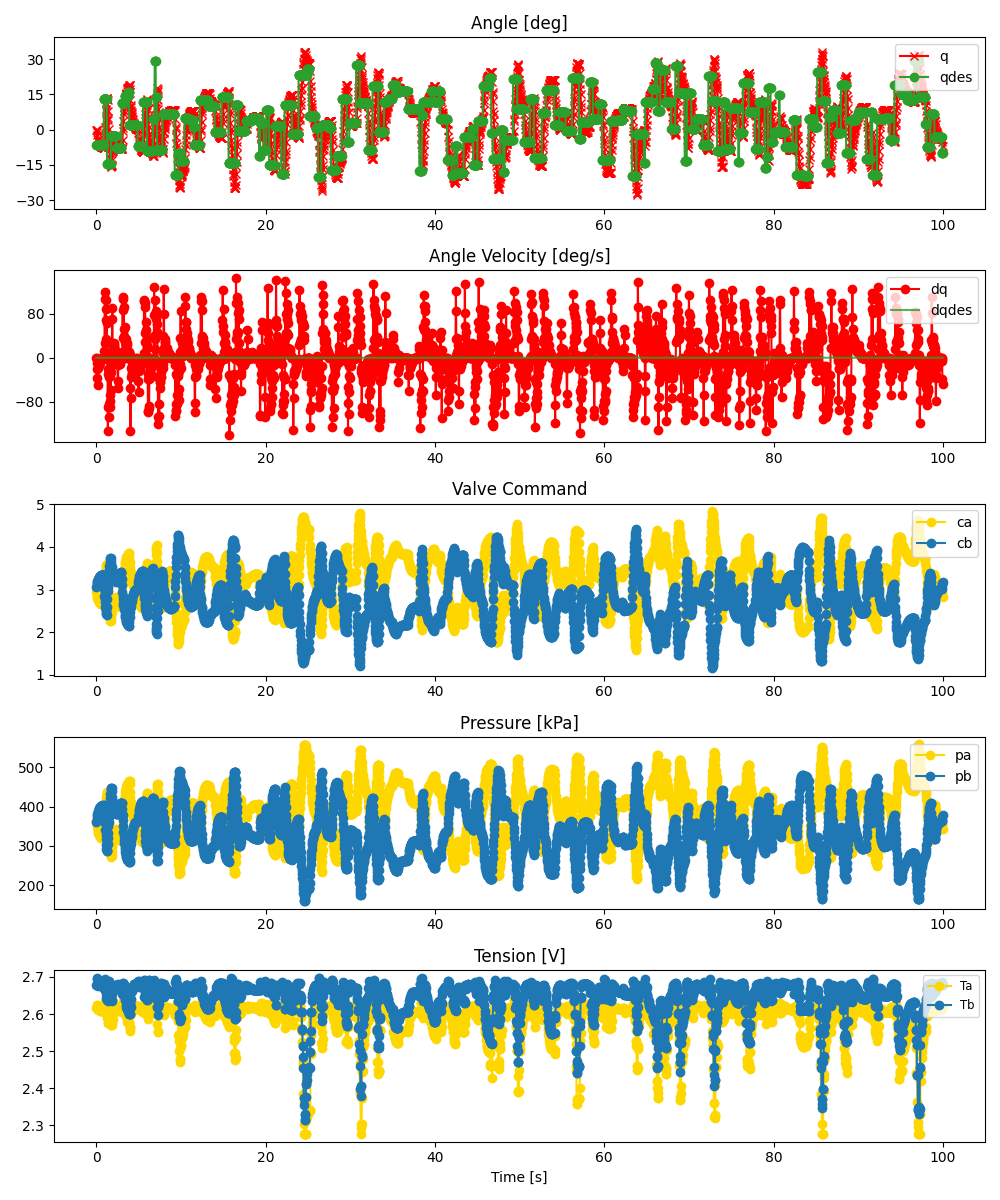 Angle [deg]
30
15
0
−15
−30
q
qdes
0 20 40 60 80 100
Angle Velocity [deg/s]
80
0
−80
dq
dqdes
0 20 40 60 80 100
Valve Command
5
4
3
2
1
ca
cb
0 20 40 60 80 100
Pressure [kPa]
500
400
300
200
pa
pb
0 20 40 60 80 100
Tension [V]
2.7
2.6
2.5
2.4
2.3
Ta
Tb
0 20 40 60 80 100
Time [s]